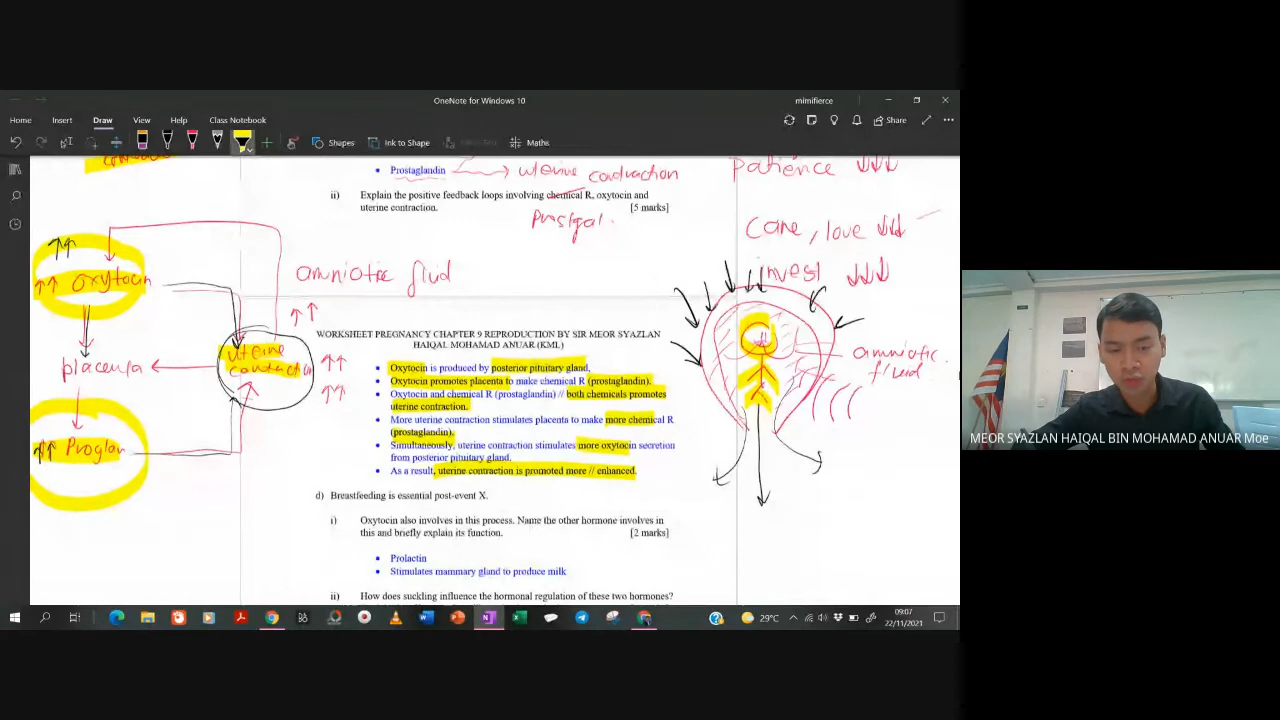 OneNote for Windows 10
mimifierce
Home Insert Draw View Help Class Notebook
Share
Shapes Ink to Shape Maths
• Prostaglandin
uterine contraction
patience ↓↓↓
ii) Explain the positive feedback loops involving chemical R, oxytocin and
uterine contraction. [5 marks]
care, love ↓↓↓
invest ↓↓↓
↑↑
↑↑ oxytocin
amniotic fluid
↑↑
WORKSHEET PREGNANCY CHAPTER 9 REPRODUCTION BY SIR MEOR SYAZLAN
HAIQAL MOHAMAD ANUAR (KML)
uterine
contraction
↑↑
↑↑
placenta
↑↑ Proglan
• Oxytocin is produced by posterior pituitary gland,
• Oxytocin promotes placenta to make chemical R (prostaglandin).
• Oxytocin and chemical R (prostaglandin) // both chemicals promotes
uterine contraction.
• More uterine contraction stimulates placenta to make more chemical R
(prostaglandin).
• Simultaneously, uterine contraction stimulates more oxytocin secretion
from posterior pituitary gland.
• As a result, uterine contraction is promoted more // enhanced.
amniotic
fluid
d) Breastfeeding is essential post-event X.
i) Oxytocin also involves in this process. Name the other hormone involves in
this and briefly explain its function. [2 marks]
• Prolactin
• Stimulates mammary gland to produce milk
ii) How does suckling influence the hormonal regulation of these two hormones?
MEOR SYAZLAN HAIQAL BIN MOHAMAD ANUAR Moe
29°C
09:07
22/11/2021